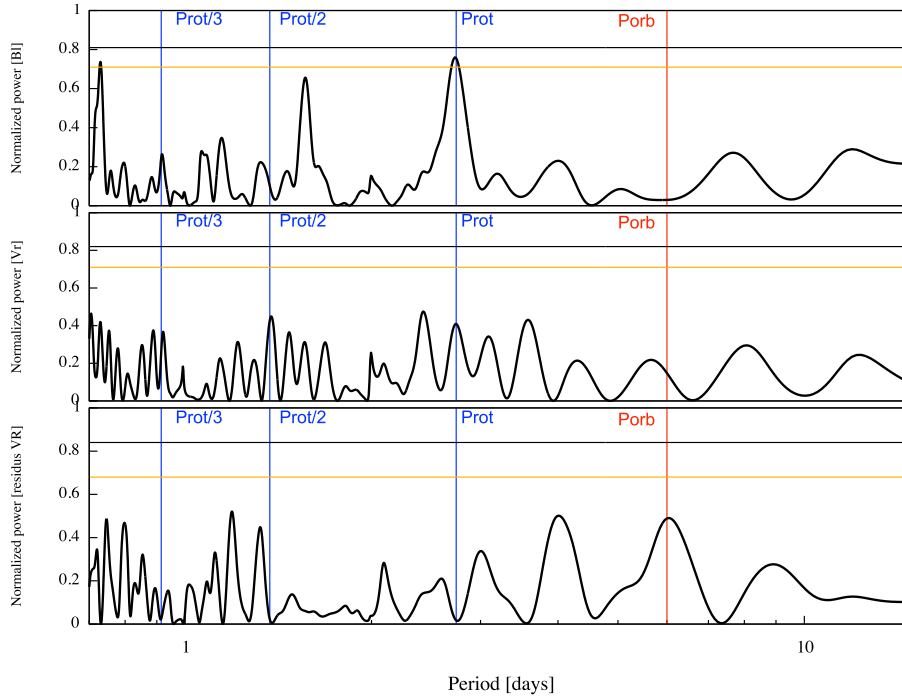 1
Prot/3 Prot/2 Prot Porb
0.8
0.6
0.4
0.2
0
Normalized power [Bl]
1
Prot/3 Prot/2 Prot Porb
0.8
0.6
0.4
0.2
0
Normalized power [Vr]
1
Prot/3 Prot/2 Prot Porb
0.8
0.6
0.4
0.2
0
Normalized power [residus VR]
1 10
Period [days]